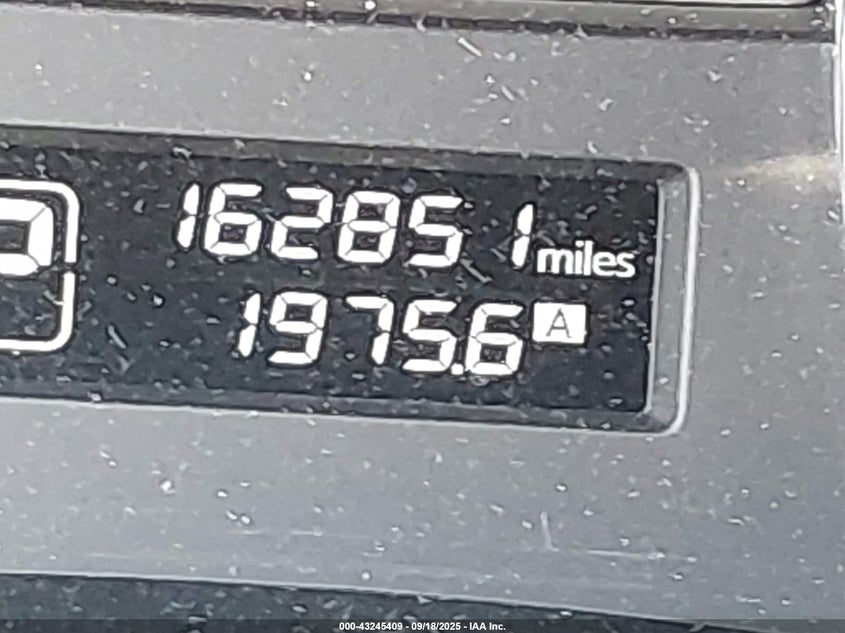 162851 miles
1975.6 A
000-43245409 - 09/18/2025 - IAA Inc.